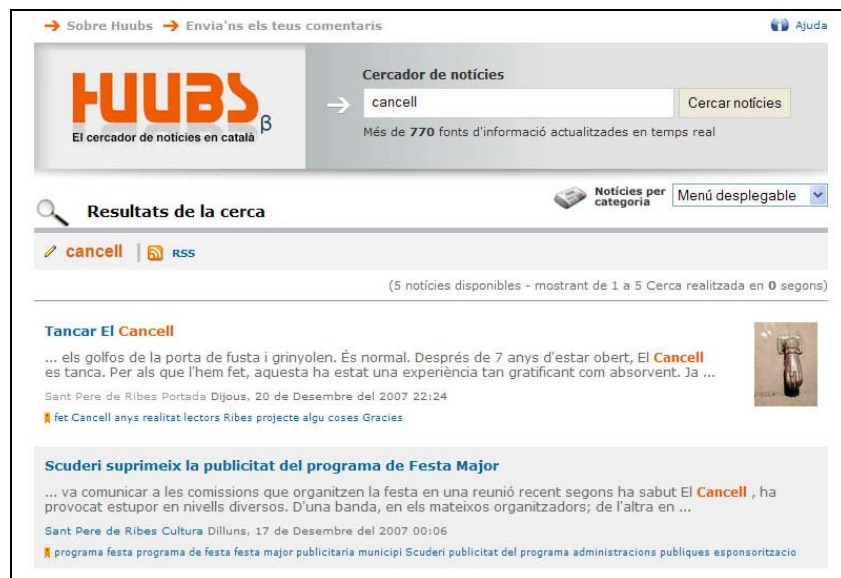 Sobre Huubs Envia'ns els teus comentaris Ajuda
HUUBS β
El cercador de notícies en català
Cercador de notícies
cancell Cercar notícies
Més de 770 fonts d'informació actualitzades en temps real
Resultats de la cerca
Notícies per categoria Menú desplegable
cancell | RSS
(5 notícies disponibles - mostrant de 1 a 5 Cerca realitzada en 0 segons)
Tancar El Cancell
... els golfos de la porta de fusta i grinyolen. És normal. Després de 7 anys d'estar obert, El Cancell
es tanca. Per als que l'hem fet, aquesta ha estat una experiència tan gratificant com absorvent. Ja ...
Sant Pere de Ribes Portada Dijous, 20 de Desembre del 2007 22:24
fet Cancell anys realitat lectors Ribes projecte algu coses Gracies
Scuderi suprimeix la publicitat del programa de Festa Major
... va comunicar a les comissions que organitzen la festa en una reunió recent segons ha sabut El Cancell , ha
provocat estupor en nivells diversos. D'una banda, en els mateixos organitzadors; de l'altra en ...
Sant Pere de Ribes Cultura Dilluns, 17 de Desembre del 2007 00:06
programa festa programa de festa festa major publicitaria municipi Scuderi publicitat del programa administracions publiques esponsoritzacio